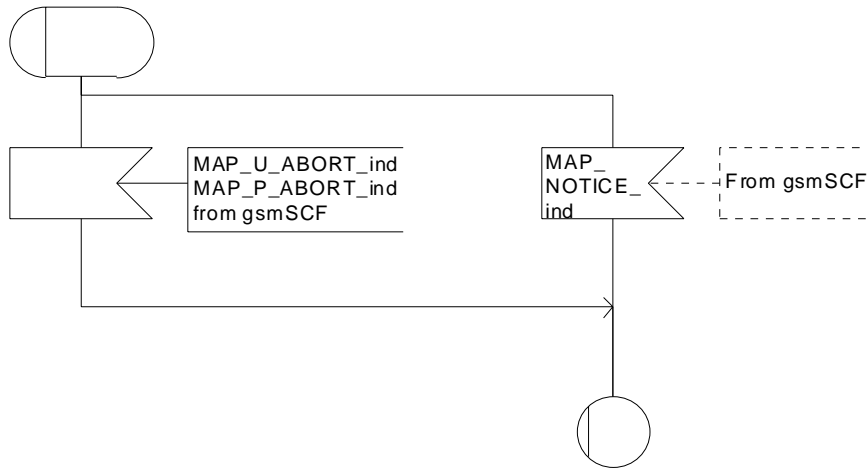 MAP_U_ABORT_ind
MAP_P_ABORT_ind
from gsmSCF
MAP_
NOTICE_
ind
From gsmSCF